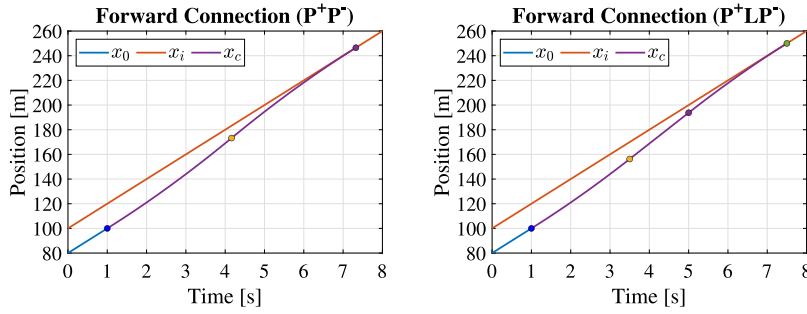 Forward Connection (P⁺P⁻)
x₀ xᵢ x_c
260
240
220
200
180
160
140
120
100
80
Position [m]
0 1 2 3 4 5 6 7 8
Time [s]
Forward Connection (P⁺LP⁻)
x₀ xᵢ x_c
260
240
220
200
180
160
140
120
100
80
Position [m]
0 1 2 3 4 5 6 7 8
Time [s]